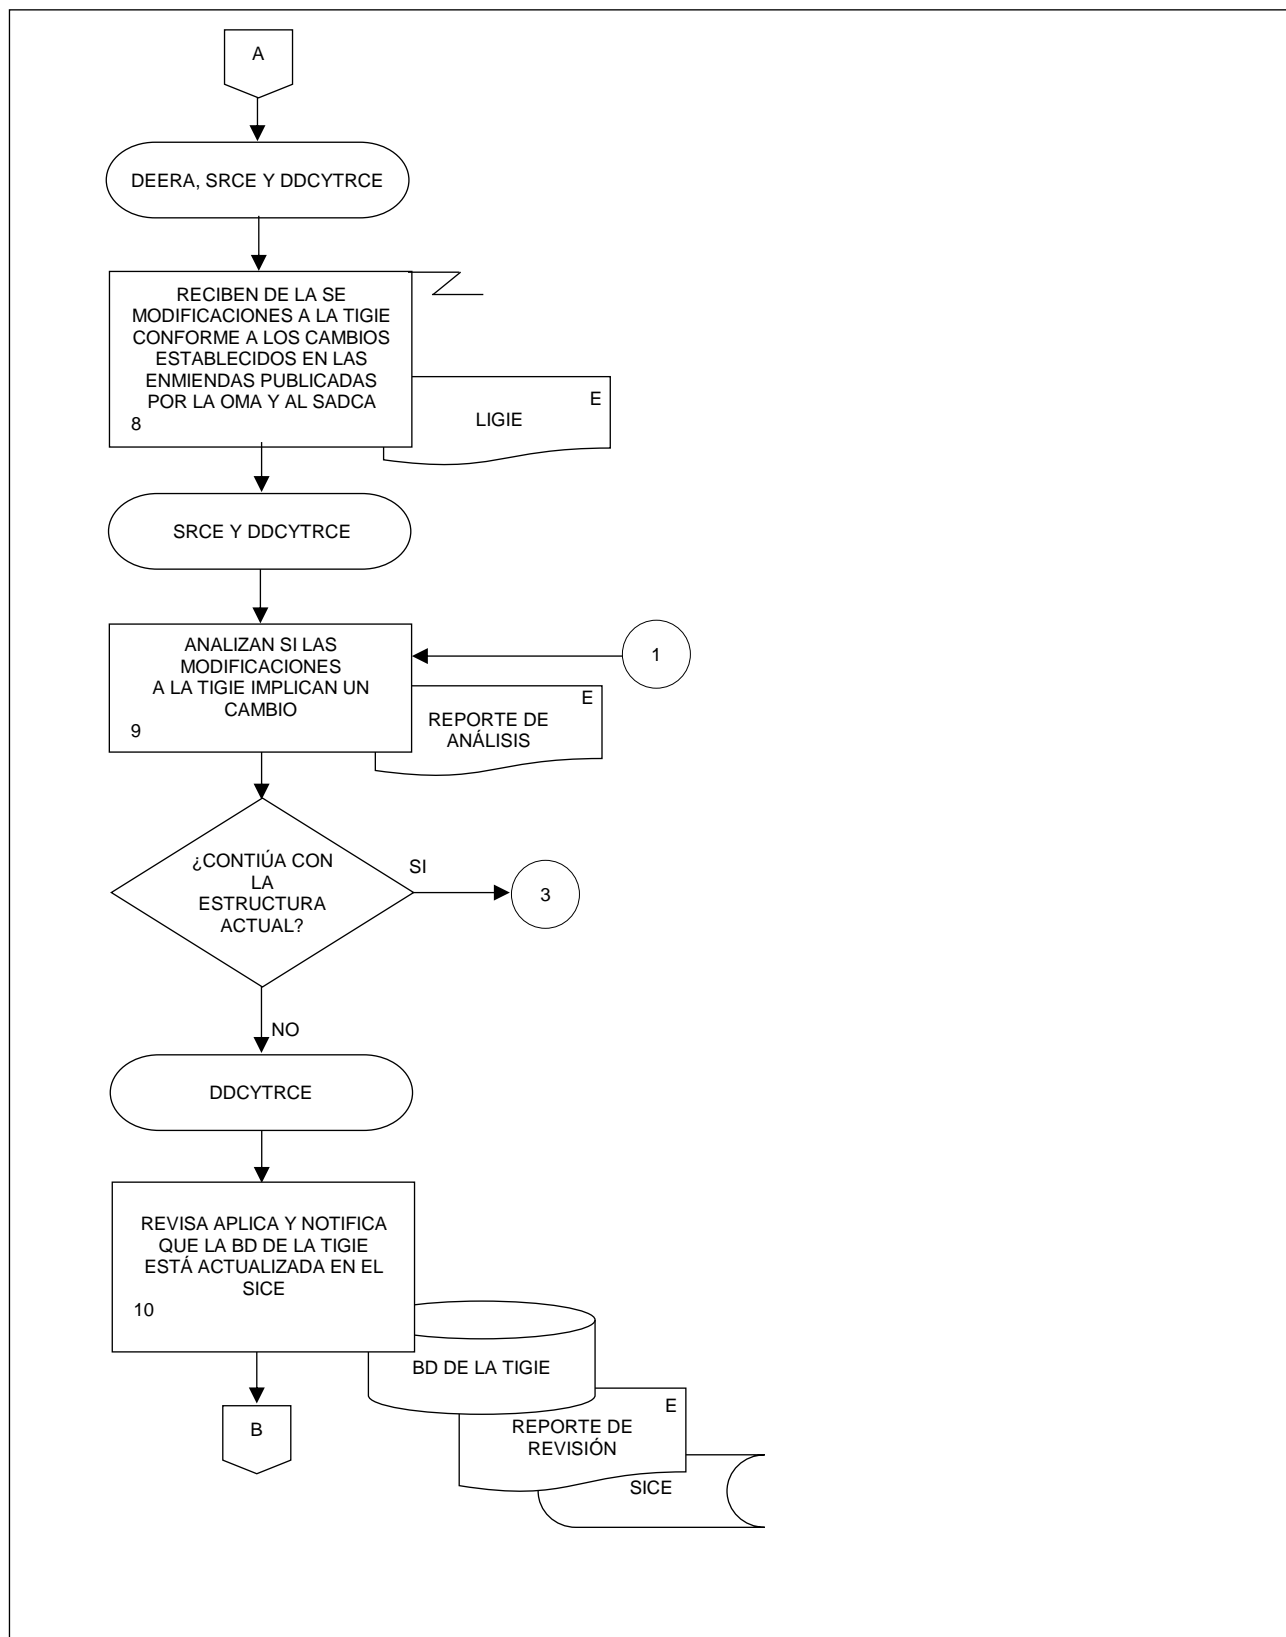 A
DEERA, SRCE Y DDCYTRCE
RECIBEN DE LA SE
MODIFICACIONES A LA TIGIE
CONFORME A LOS CAMBIOS
ESTABLECIDOS EN LAS
ENMIENDAS PUBLICADAS
POR LA OMA Y AL SADCA
8
E
LIGIE
SRCE Y DDCYTRCE
ANALIZAN SI LAS
MODIFICACIONES
A LA TIGIE IMPLICAN UN
CAMBIO
9
1
E
REPORTE DE
ANÁLISIS
¿CONTIÚA CON
LA
ESTRUCTURA
ACTUAL?
SI
3
NO
DDCYTRCE
REVISA APLICA Y NOTIFICA
QUE LA BD DE LA TIGIE
ESTÁ ACTUALIZADA EN EL
SICE
10
BD DE LA TIGIE
E
REPORTE DE
REVISIÓN
SICE
B